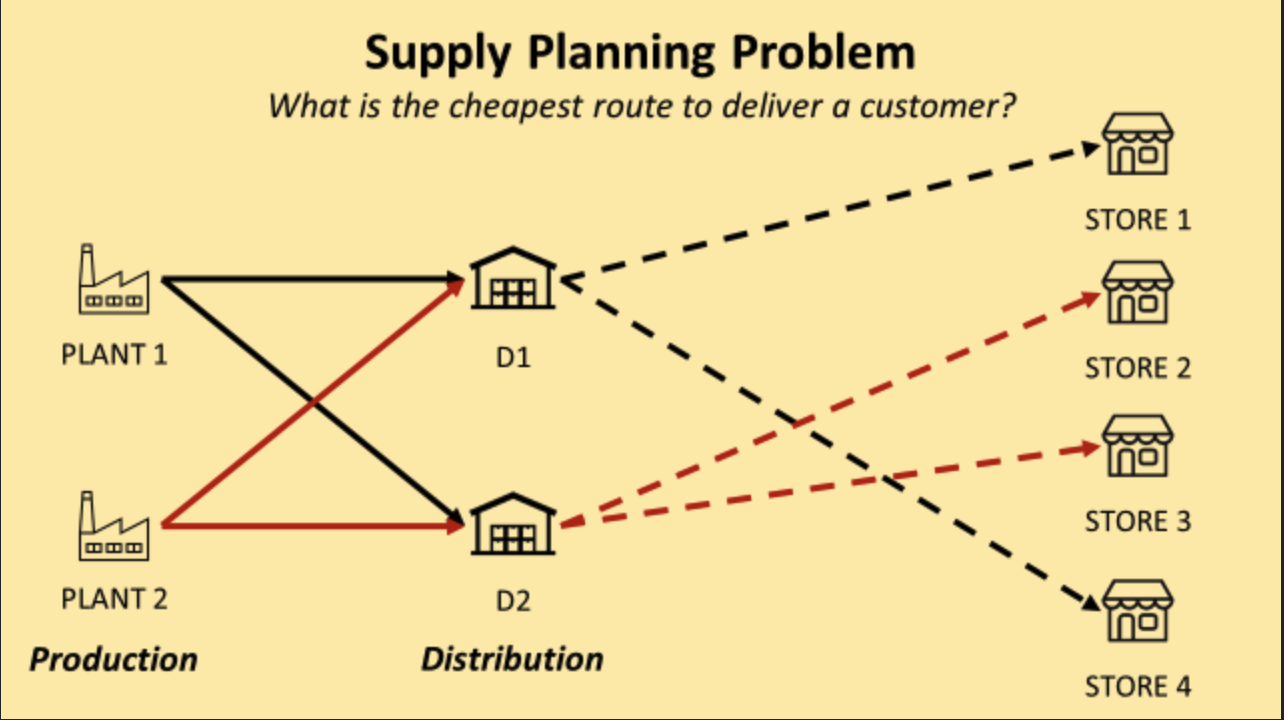 Supply Planning Problem
What is the cheapest route to deliver a customer?
STORE 1
STORE 2
PLANT 1
D1
STORE 3
PLANT 2
D2
Production
Distribution
STORE 4